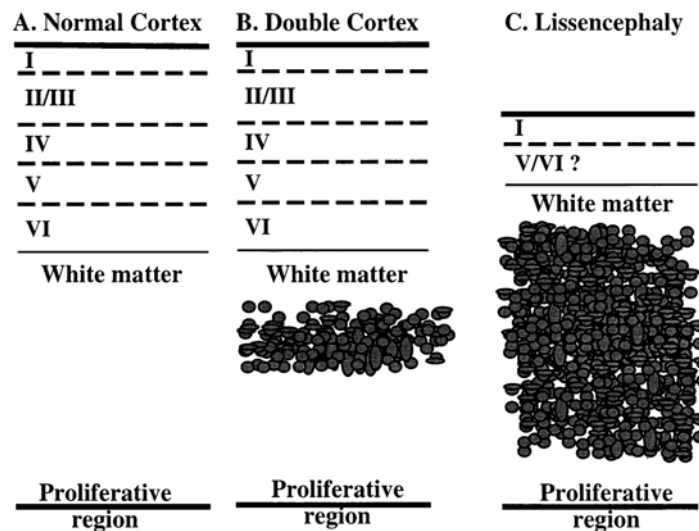 A. Normal Cortex
I
II/III
IV
V
VI
White matter
Proliferative
region
B. Double Cortex
I
II/III
IV
V
VI
White matter
Proliferative
region
C. Lissencephaly
I
V/VI ?
White matter
Proliferative
region